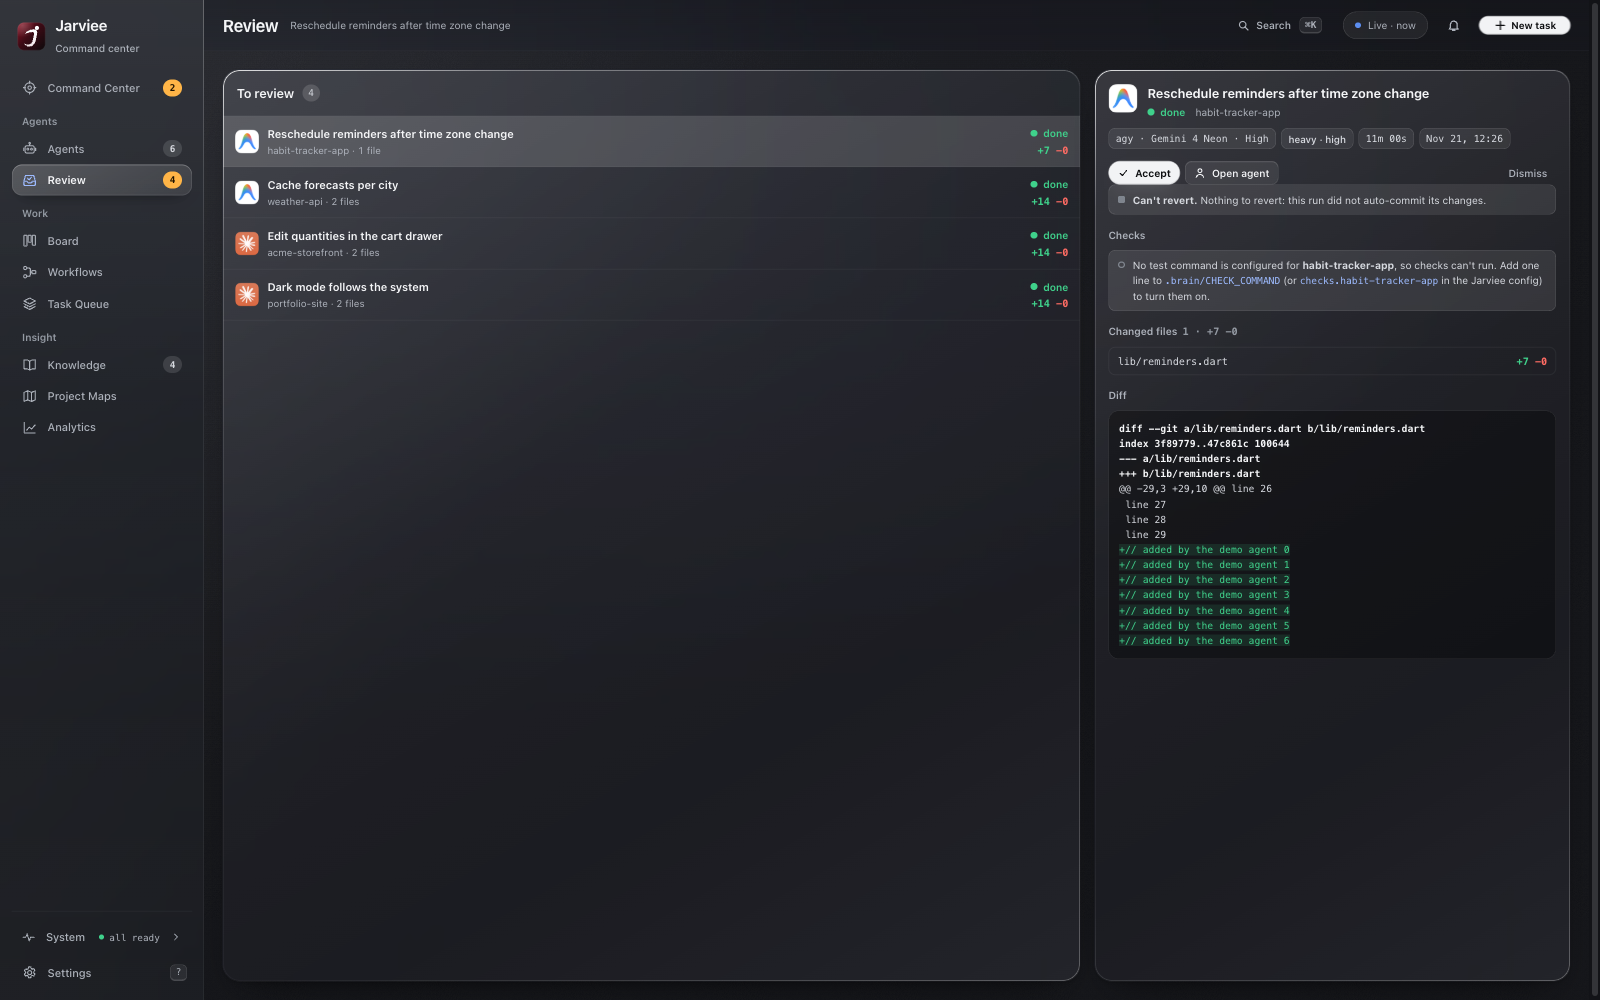 Jarviee
Command center
Command Center 2
Agents
Agents 6
Review 4
Work
Board
Workflows
Task Queue
Insight
Knowledge 4
Project Maps
Analytics
System all ready
Settings ?
Review Reschedule reminders after time zone change
Search ⌘K Live · now New task
To review 4
Reschedule reminders after time zone change done
habit-tracker-app · 1 file +7 −0
Cache forecasts per city done
weather-api · 2 files +14 −0
Edit quantities in the cart drawer done
acme-storefront · 2 files +14 −0
Dark mode follows the system done
portfolio-site · 2 files +14 −0
Reschedule reminders after time zone change
done habit-tracker-app
agy · Gemini 4 Neon · High heavy · high 11m 00s Nov 21, 12:26
Accept Open agent Dismiss
Can't revert. Nothing to revert: this run did not auto-commit its changes.
Checks
No test command is configured for habit-tracker-app, so checks can't run. Add one
line to .brain/CHECK_COMMAND (or checks.habit-tracker-app in the Jarviee config)
to turn them on.
Changed files 1 · +7 −0
lib/reminders.dart +7 −0
Diff
diff --git a/lib/reminders.dart b/lib/reminders.dart
index 3f89779..47c861c 100644
--- a/lib/reminders.dart
+++ b/lib/reminders.dart
@@ -29,3 +29,10 @@ line 26
line 27
line 28
line 29
+// added by the demo agent 0
+// added by the demo agent 1
+// added by the demo agent 2
+// added by the demo agent 3
+// added by the demo agent 4
+// added by the demo agent 5
+// added by the demo agent 6